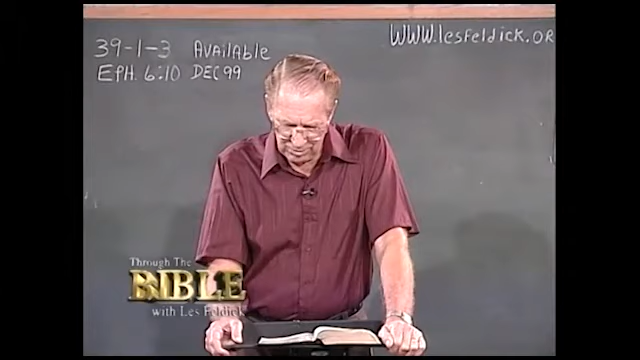 39-1-3 AVAilAblE
EPH. 6:10 DEC 99
WWW.lesfeldick.OR
Through The
BIBLE
with Les Feldick